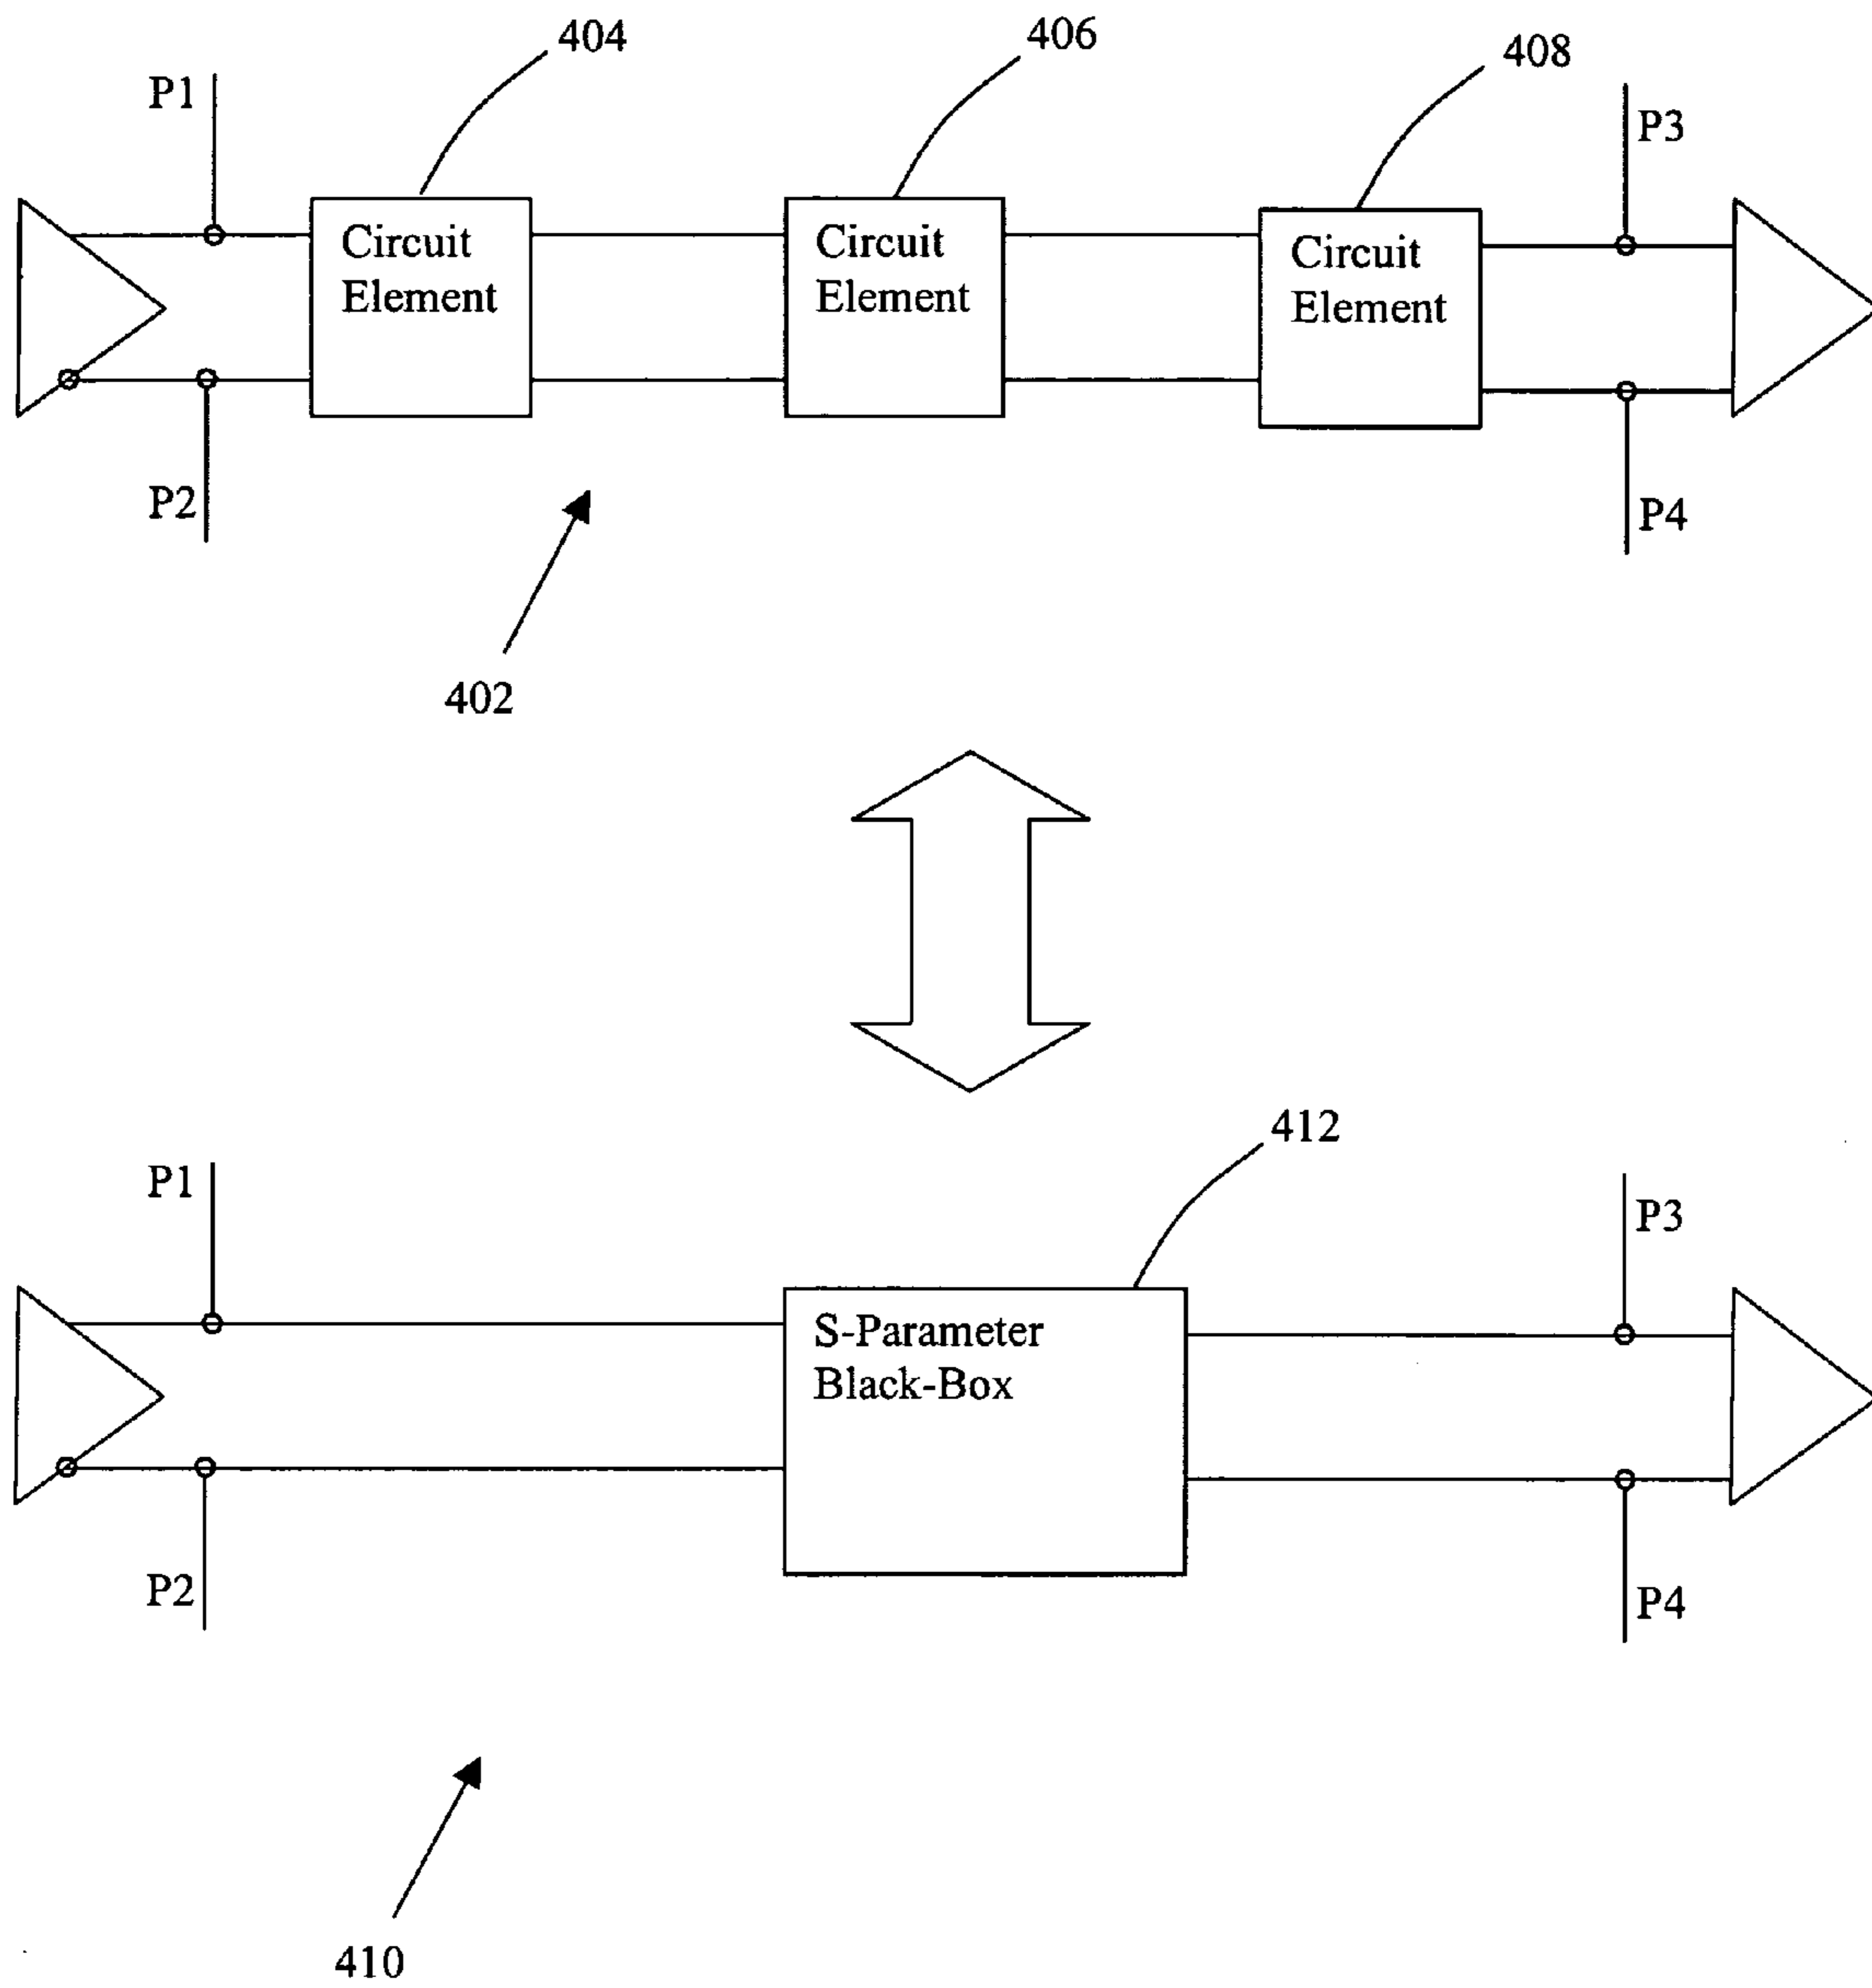 404
406
408
P1
P3
Circuit
Element
Circuit
Element
Circuit
Element
P2
P4
402
412
P1
P3
S-Parameter
Black-Box
P2
P4
410